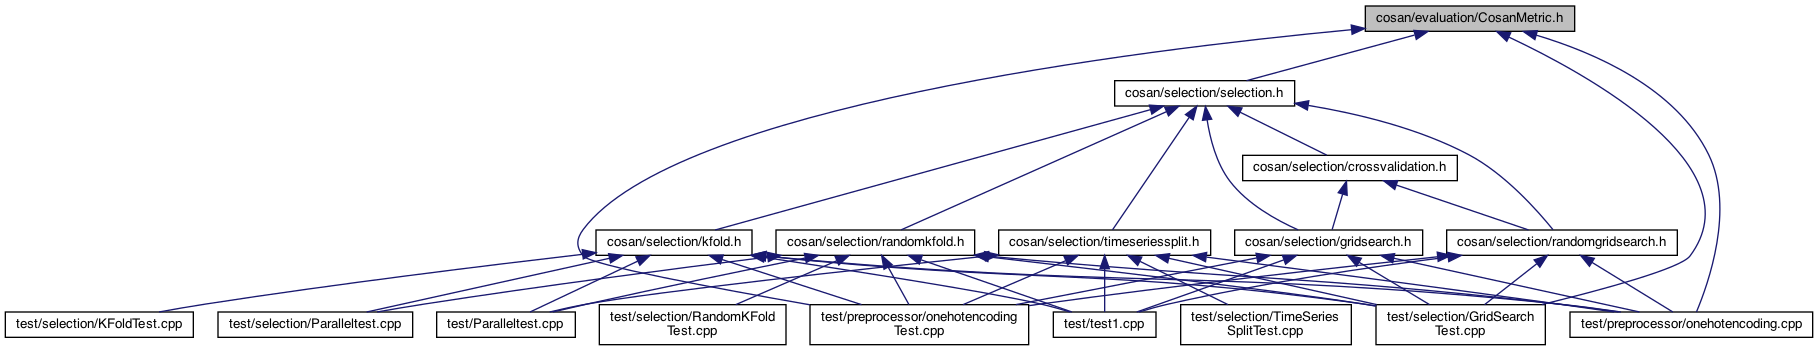 cosan/evaluation/CosanMetric.h
cosan/selection/selection.h
cosan/selection/crossvalidation.h
cosan/selection/kfold.h
cosan/selection/randomkfold.h
cosan/selection/timeseriessplit.h
cosan/selection/gridsearch.h
cosan/selection/randomgridsearch.h
test/selection/KFoldTest.cpp
test/selection/Paralleltest.cpp
test/Paralleltest.cpp
test/selection/RandomKFold
Test.cpp
test/preprocessor/onehotencoding
Test.cpp
test/test1.cpp
test/selection/TimeSeries
SplitTest.cpp
test/selection/GridSearch
Test.cpp
test/preprocessor/onehotencoding.cpp